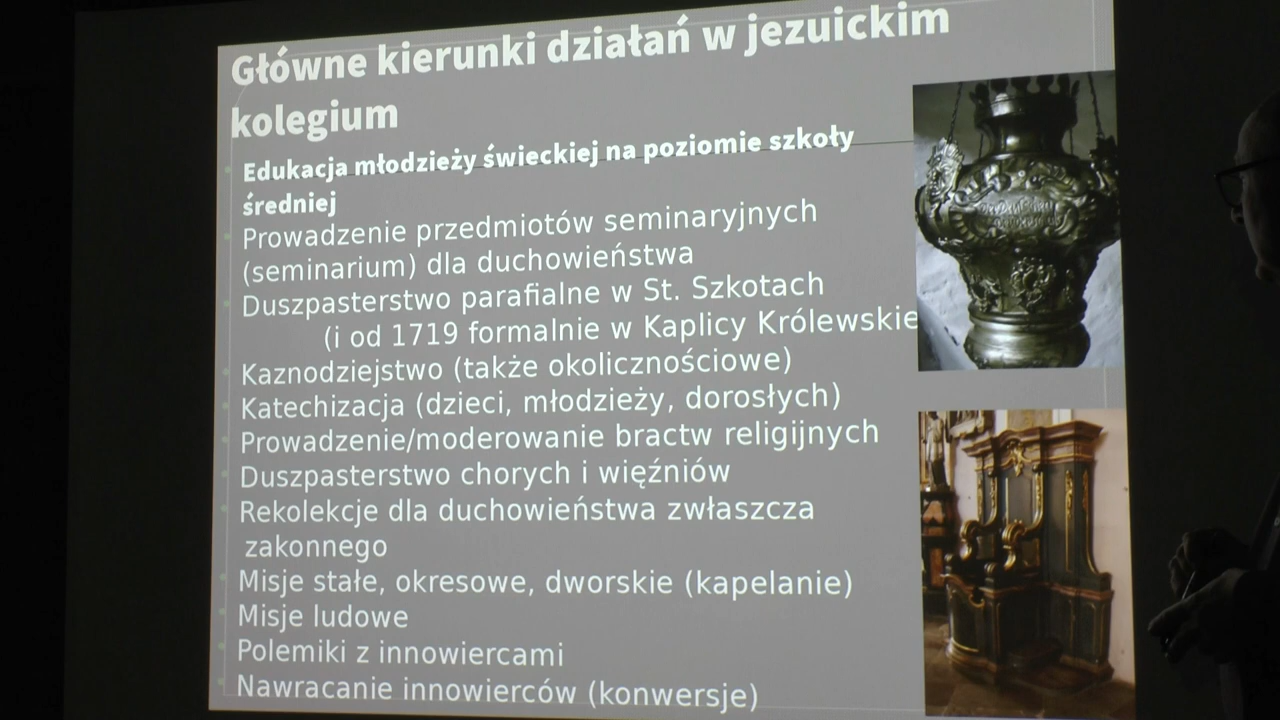 Główne kierunki działań w jezuickim
kolegium
Edukacja młodzieży świeckiej na poziomie szkoły
średniej
Prowadzenie przedmiotów seminaryjnych
(seminarium) dla duchowieństwa
Duszpasterstwo parafialne w St. Szkotach
(i od 1719 formalnie w Kaplicy Królewskie
Kaznodziejstwo (także okolicznościowe)
Katechizacja (dzieci, młodzieży, dorosłych)
Prowadzenie/moderowanie bractw religijnych
Duszpasterstwo chorych i więźniów
Rekolekcje dla duchowieństwa zwłaszcza
zakonnego
Misje stałe, okresowe, dworskie (kapelanie)
Misje ludowe
Polemiki z innowiercami
Nawracanie innowierców (konwersje)